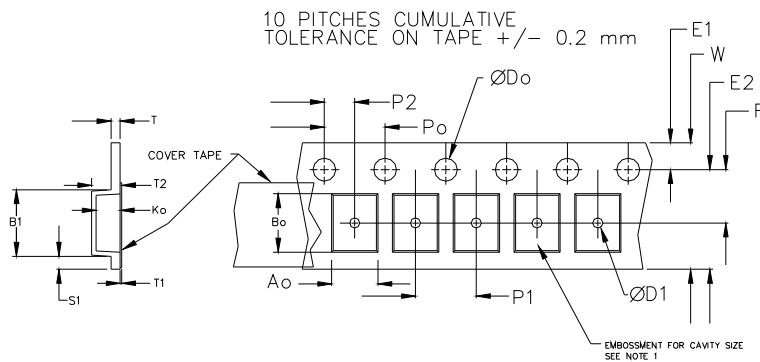 10 PITCHES CUMULATIVE
TOLERANCE ON TAPE +/- 0.2 mm
E1
W
E2
F
ØDo
P2
Po
T
COVER TAPE
T2
Ko
B1
Bo
T1
S1
Ao
P1
ØD1
EMBOSSMENT FOR CAVITY SIZE
SEE NOTE 1